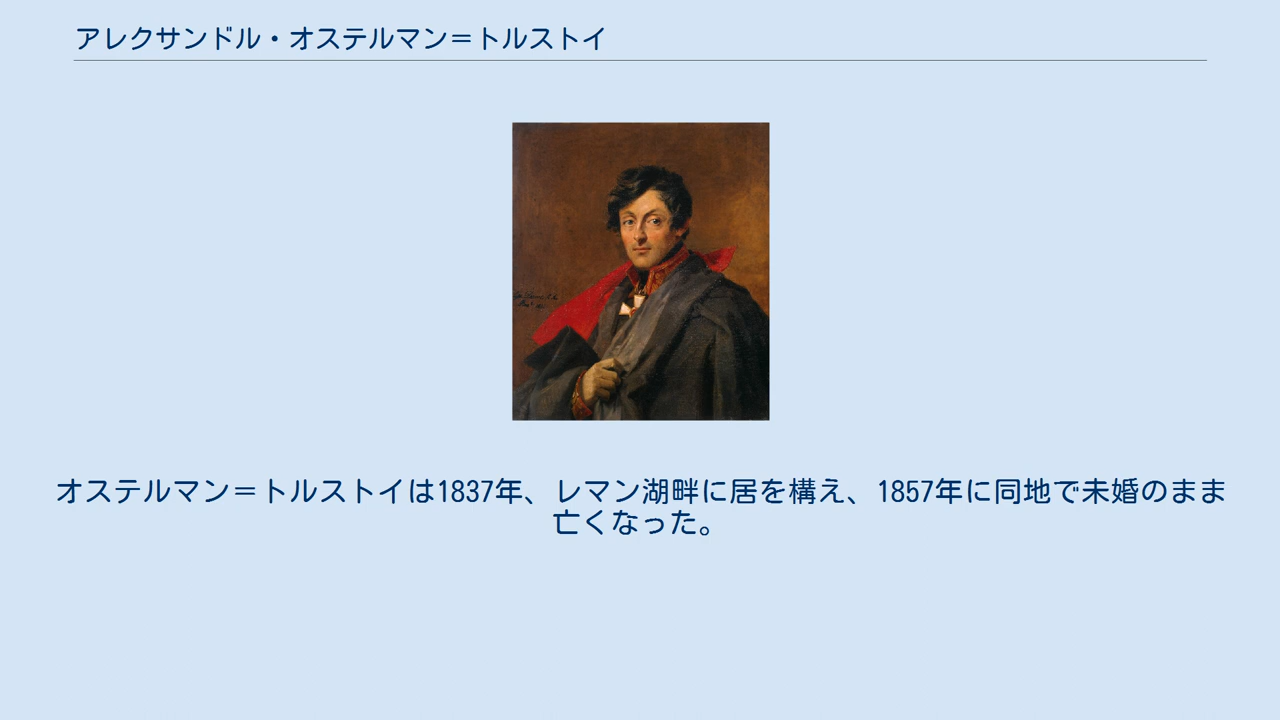 アレクサンドル・オステルマン＝トルストイ
オステルマン＝トルストイは1837年、レマン湖畔に居を構え、1857年に同地で未婚のまま
亡くなった。